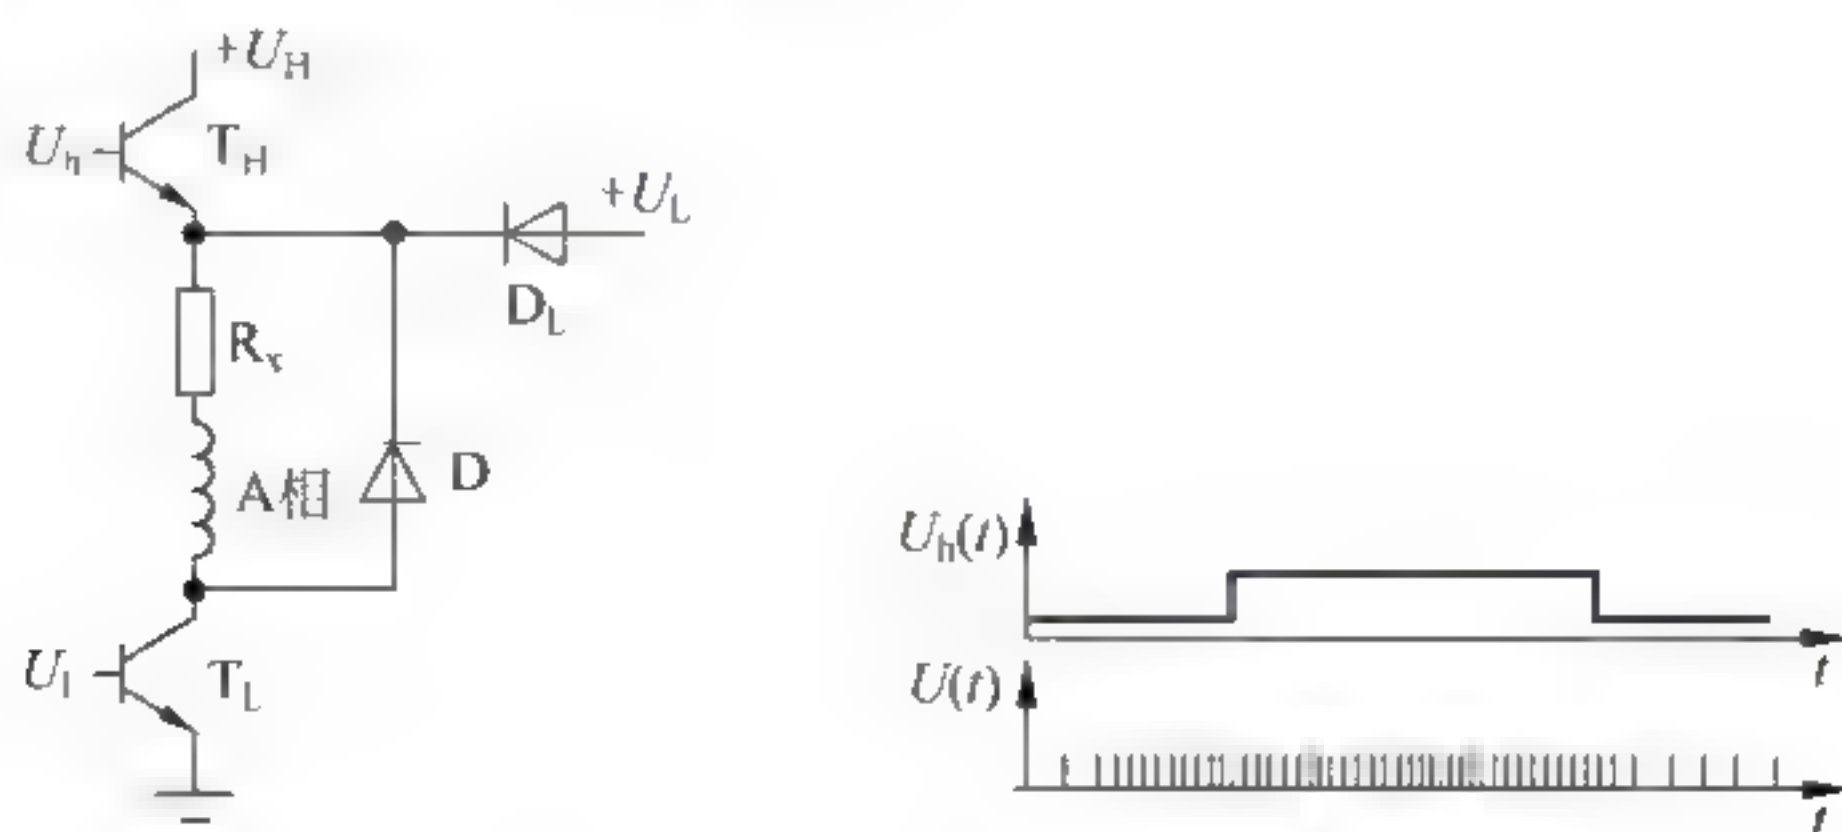 +U_H
U_h
T_H
+U_L
D_L
R_x
A相
D
U_l
T_L
U_h(t)
t
U(t)
t